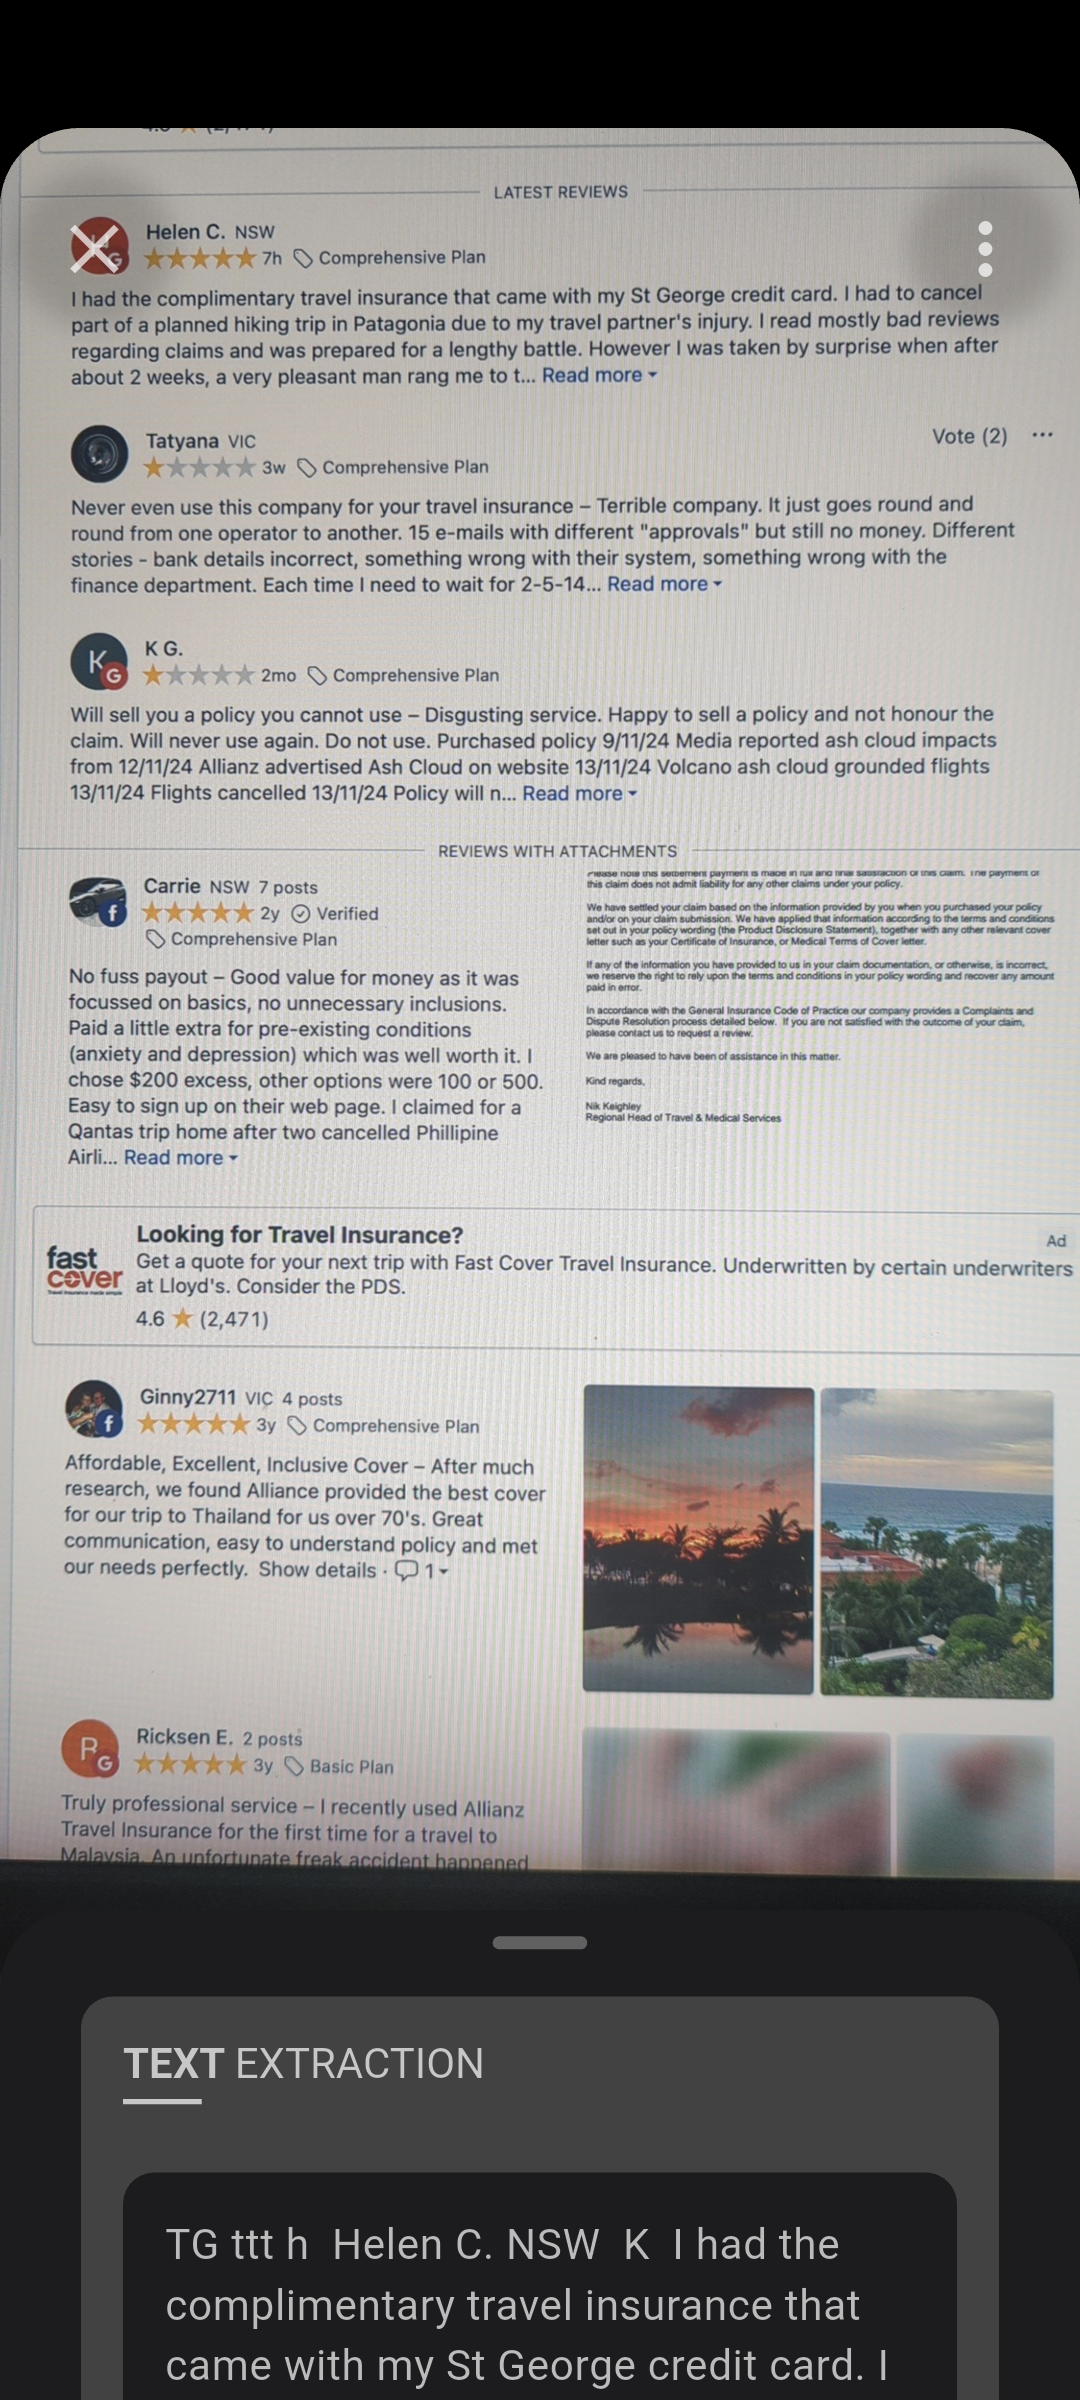 LATEST REVIEWS
Helen C. NSW
7h Comprehensive Plan
I had the complimentary travel insurance that came with my St George credit card. I had to cancel
part of a planned hiking trip in Patagonia due to my travel partner's injury. I read mostly bad reviews
regarding claims and was prepared for a lengthy battle. However I was taken by surprise when after
about 2 weeks, a very pleasant man rang me to t... Read more
Tatyana VIC
Vote (2) ...
3w Comprehensive Plan
Never even use this company for your travel insurance – Terrible company. It just goes round and
round from one operator to another. 15 e-mails with different "approvals" but still no money. Different
stories - bank details incorrect, something wrong with their system, something wrong with the
finance department. Each time I need to wait for 2-5-14... Read more
K G
K G.
2mo Comprehensive Plan
Will sell you a policy you cannot use – Disgusting service. Happy to sell a policy and not honour the
claim. Will never use again. Do not use. Purchased policy 9/11/24 Media reported ash cloud impacts
from 12/11/24 Allianz advertised Ash Cloud on website 13/11/24 Volcano ash cloud grounded flights
13/11/24 Flights cancelled 13/11/24 Policy will n... Read more
REVIEWS WITH ATTACHMENTS
Carrie NSW 7 posts
2y Verified
Comprehensive Plan
No fuss payout – Good value for money as it was
focussed on basics, no unnecessary inclusions.
Paid a little extra for pre-existing conditions
(anxiety and depression) which was well worth it. I
chose $200 excess, other options were 100 or 500.
Easy to sign up on their web page. I claimed for a
Qantas trip home after two cancelled Phillipine
Airli... Read more
Please note this settlement payment is made in full and final satisfaction of this claim. The payment of
this claim does not admit liability for any other claims under your policy.
We have settled your claim based on the information provided by you when you purchased your policy
and/or on your claim submission. We have applied that information according to the terms and conditions
set out in your policy wording (the Product Disclosure Statement), together with any other relevant cover
letter such as your Certificate of Insurance, or Medical Terms of Cover letter.
If any of the information you have provided to us in your claim documentation, or otherwise, is incorrect,
we reserve the right to rely upon the terms and conditions in your policy wording and recover any amount
paid in error.
In accordance with the General Insurance Code of Practice our company provides a Complaints and
Dispute Resolution process detailed below. If you are not satisfied with the outcome of your claim,
please contact us to request a review.
We are pleased to have been of assistance in this matter.
Kind regards,
Nik Keighley
Regional Head of Travel & Medical Services
fast
cover
Travel insurance made simple
Looking for Travel Insurance?
Ad
Get a quote for your next trip with Fast Cover Travel Insurance. Underwritten by certain underwriters
at Lloyd's. Consider the PDS.
4.6 ★ (2,471)
Ginny2711 VIC 4 posts
3y Comprehensive Plan
Affordable, Excellent, Inclusive Cover – After much
research, we found Alliance provided the best cover
for our trip to Thailand for us over 70's. Great
communication, easy to understand policy and met
our needs perfectly. Show details · 1
R G
Ricksen E. 2 posts
3y Basic Plan
Truly professional service – I recently used Allianz
Travel Insurance for the first time for a travel to
Malaysia. An unfortunate freak accident happened
TEXT EXTRACTION
TG ttt h Helen C. NSW K I had the
complimentary travel insurance that
came with my St George credit card. I